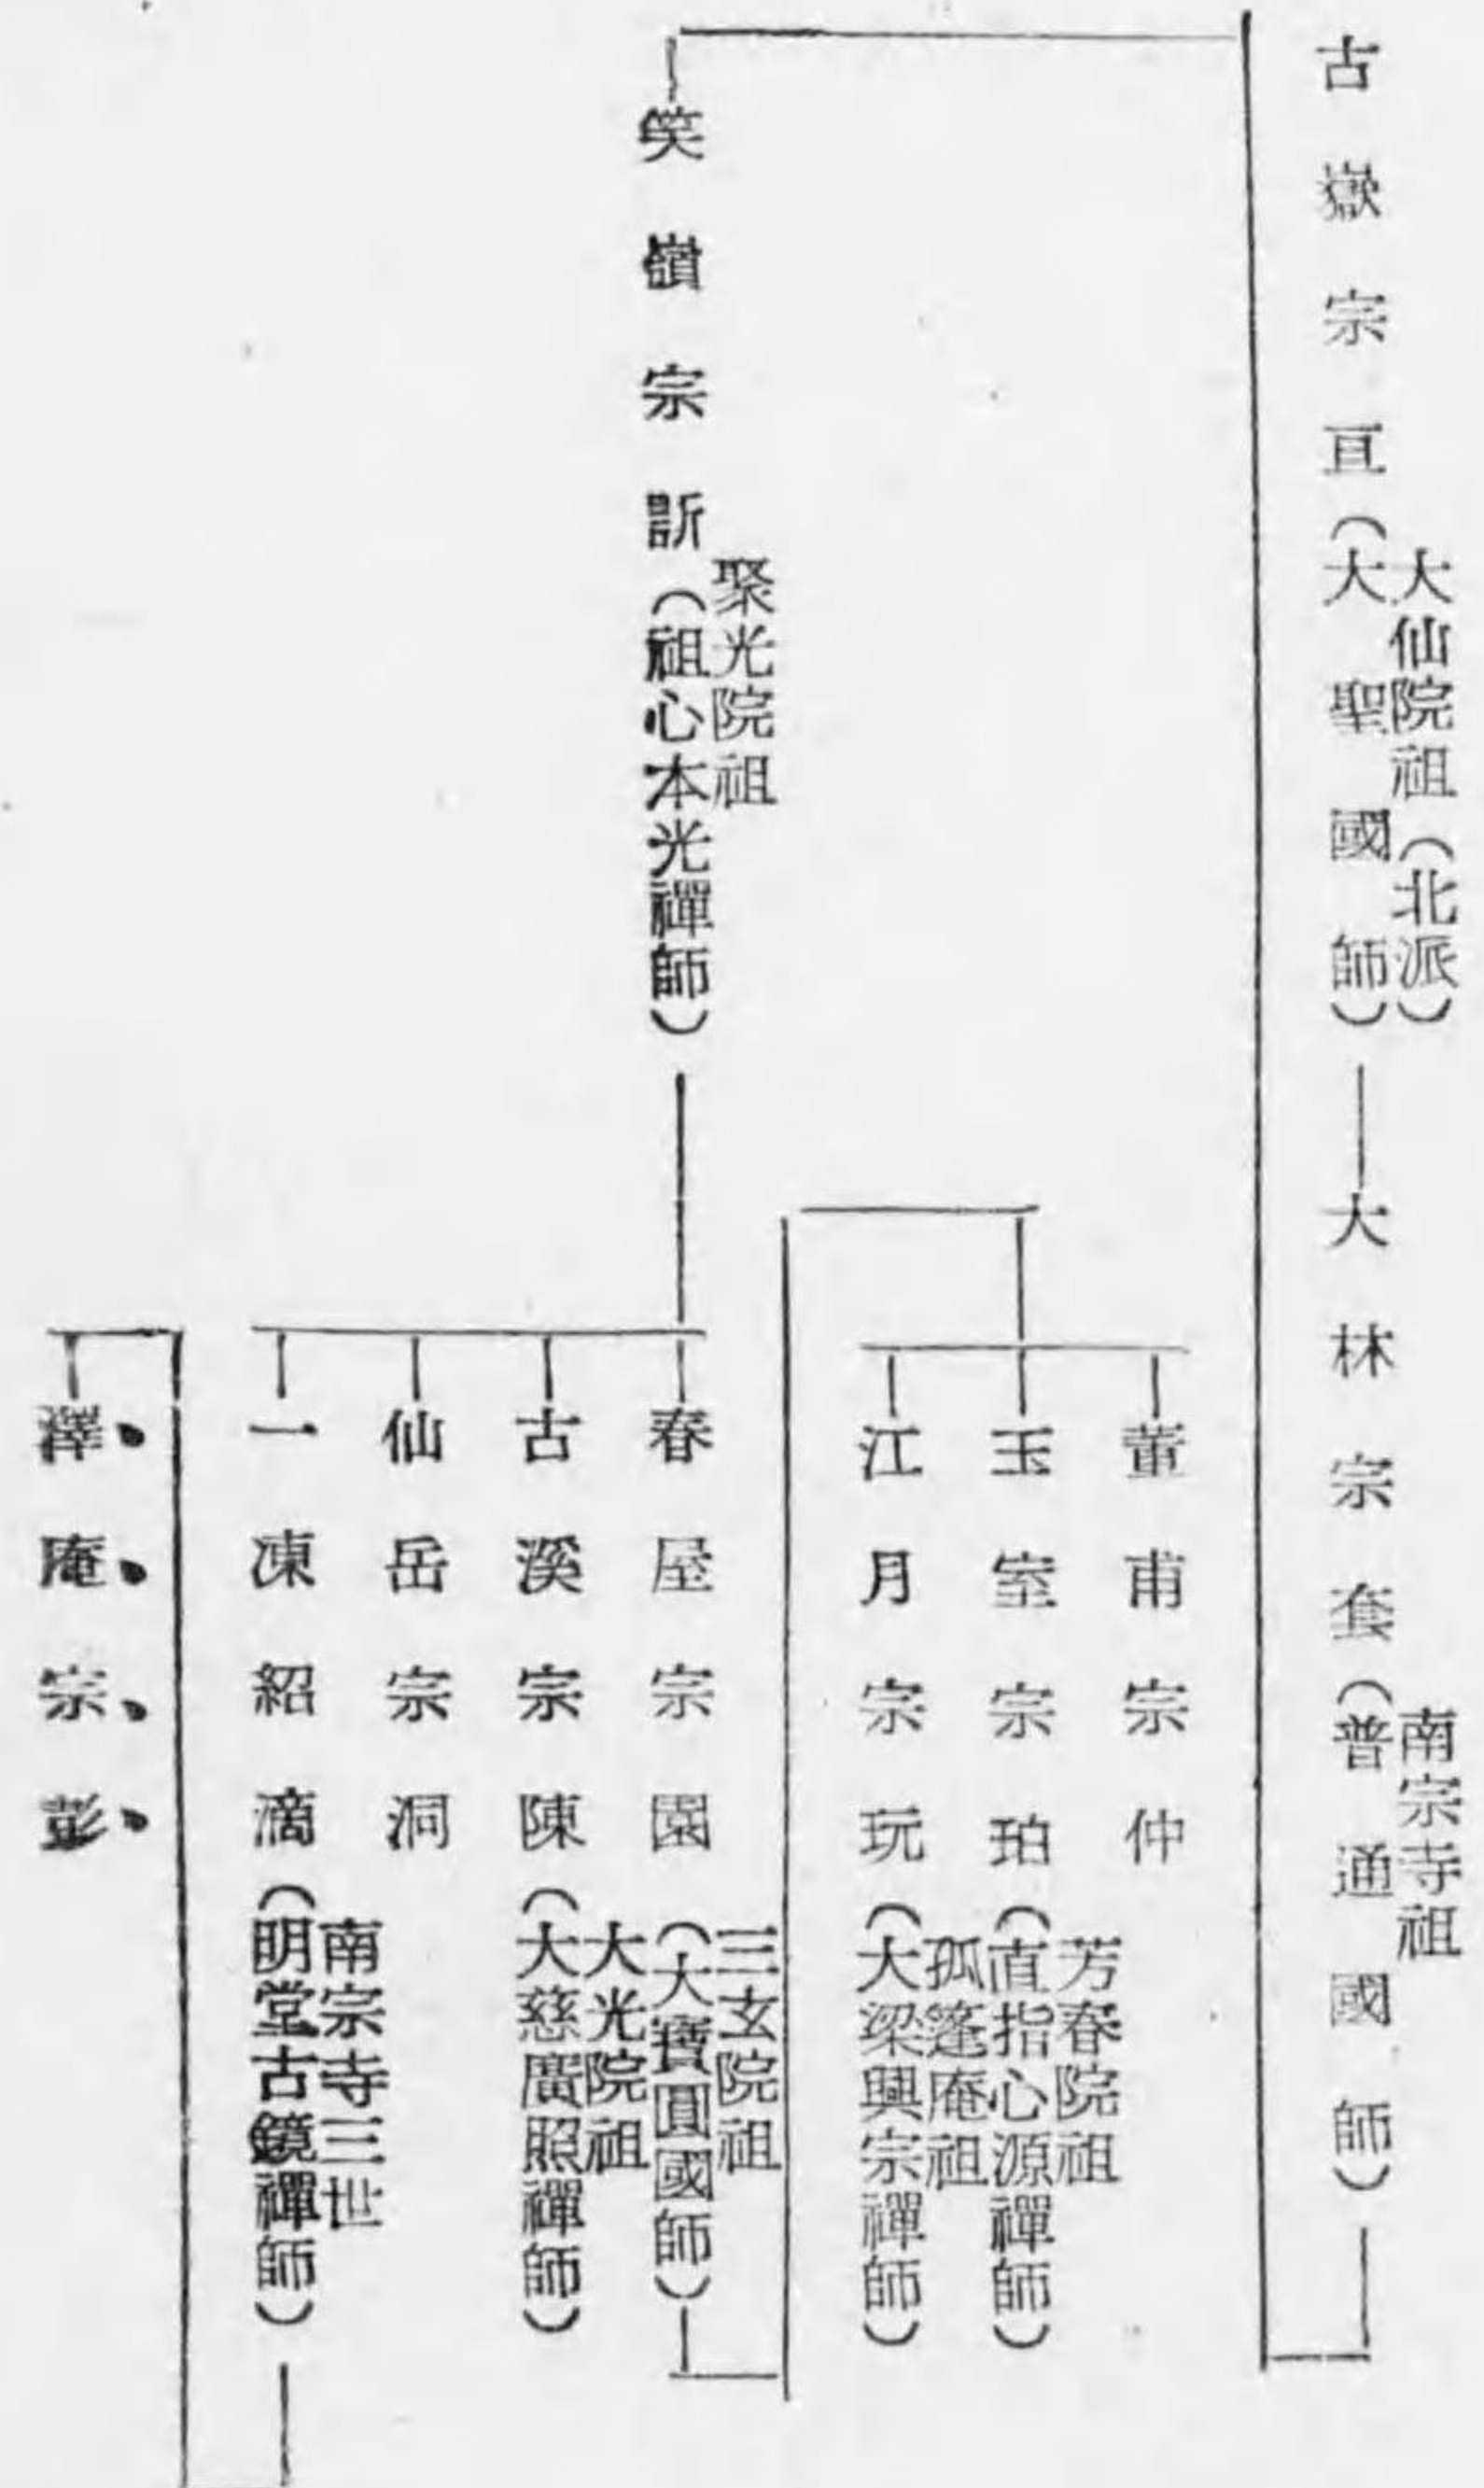 大仙院祖(北派)
古嶽宗亘(大聖國師)
南宗寺祖
大林宗套(普通國師)
董甫宗仲
芳春院祖
玉室宗珀(直指心源禪師)
孤篷庵祖
江月宗玩(大梁興宗禪師)
聚光院祖
笑嶺宗訢(祖心本光禪師)
三玄院祖
春屋宗園(大寶圓國師)
大光院祖
古溪宗陳(大慈廣照禪師)
仙岳宗洞
南宗寺三世
一凍紹滴(明堂古鏡禪師)
澤庵宗彭